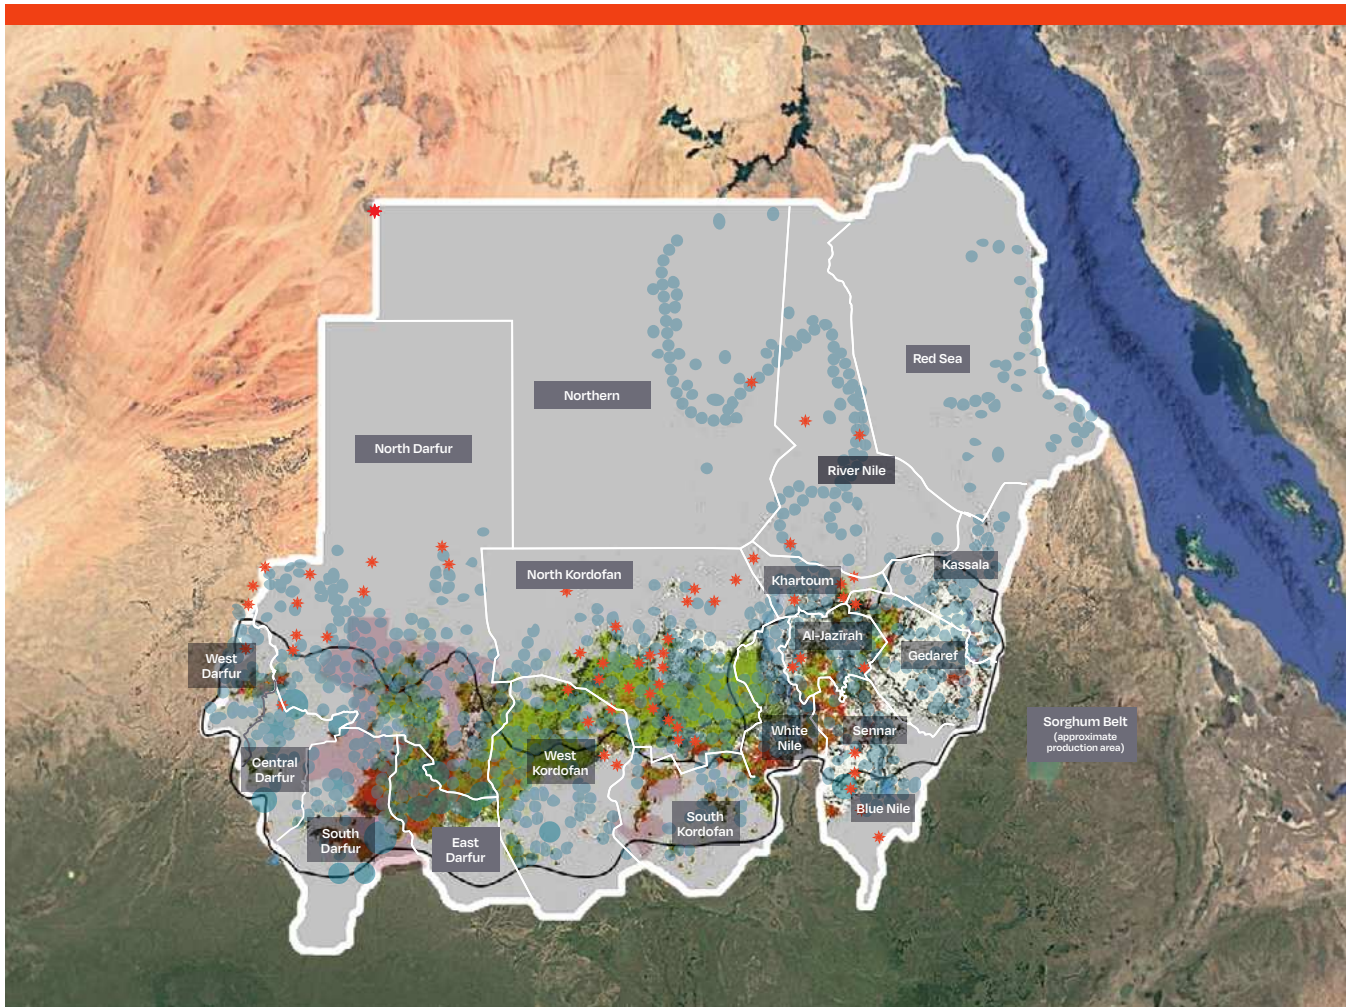 Red Sea
Northern
North Darfur
River Nile
Kassala
North Kordofan
Khartoum
Al-Jazīrah
Gedaref
West
Darfur
Sorghum Belt
(approximate
production area)
White
Nile
Sennar
West
Kordofan
Central
Darfur
Blue Nile
South
Kordofan
South
Darfur
East
Darfur